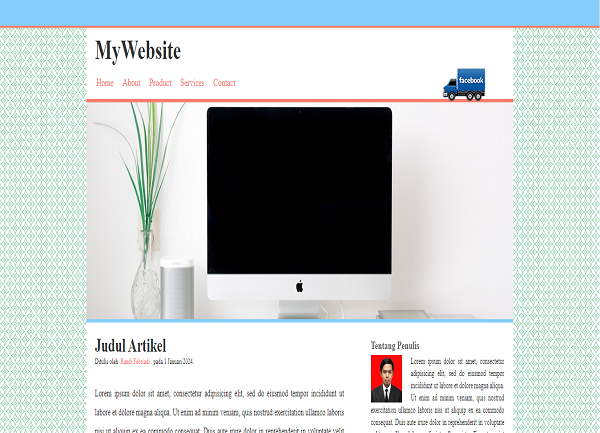 MyWebsite
Home About Product Services Contact
facebook
Judul Artikel
Ditulis oleh Randi Febriadi. pada 1 Januari 2024.
Lorem ipsum dolor sit amet, consectetur adipisicing elit, sed do eiusmod tempor incididunt ut
labore et dolore magna aliqua. Ut enim ad minim veniam, quis nostrud exercitation ullamco laboris
nisi ut aliquip ex ea commodo consequat. Duis aute irure dolor in reprehenderit in voluptate velit
Tentang Penulis
Lorem ipsum dolor sit amet, consectetur
adipisicing elit, sed do eiusmod tempor
incididunt ut labore et dolore magna aliqua.
Ut enim ad minim veniam, quis nostrud
exercitation ullamco laboris nisi ut aliquip ex ea commodo
consequat. Duis aute irure dolor in reprehenderit in voluptate